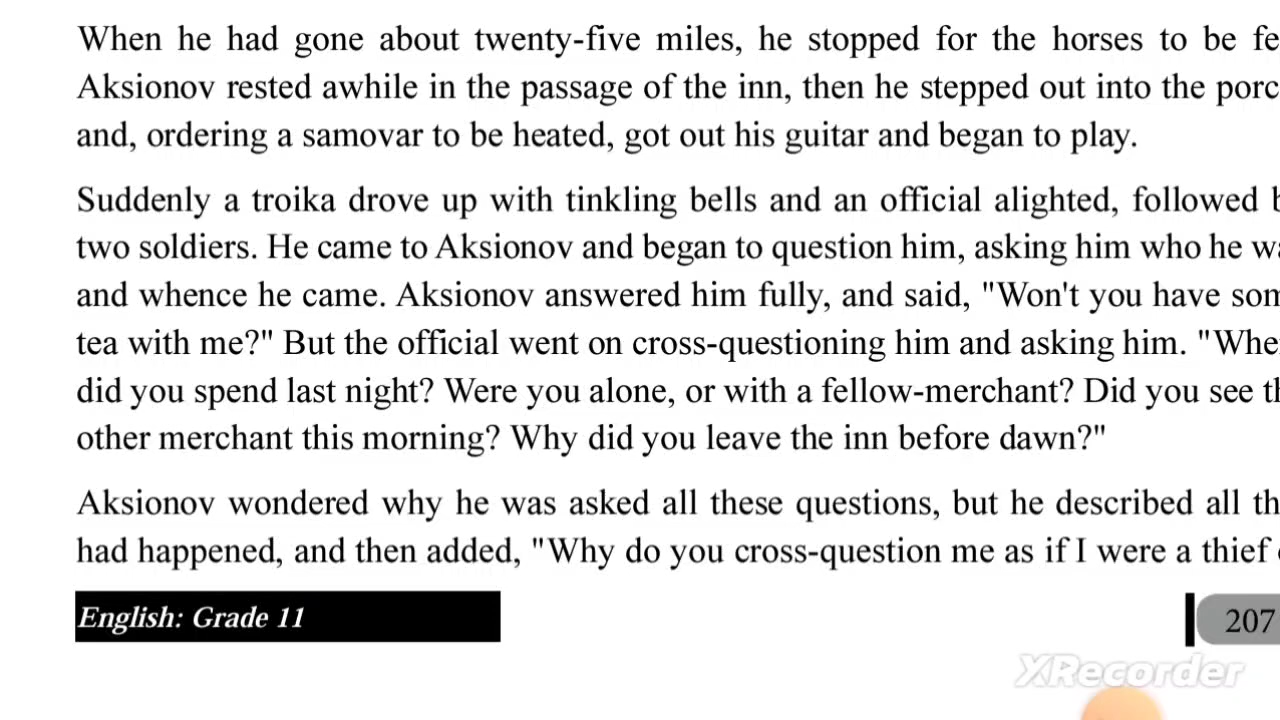 When he had gone about twenty-five miles, he stopped for the horses to be fe
Aksionov rested awhile in the passage of the inn, then he stepped out into the porc
and, ordering a samovar to be heated, got out his guitar and began to play.
Suddenly a troika drove up with tinkling bells and an official alighted, followed
two soldiers. He came to Aksionov and began to question him, asking him who he wa
and whence he came. Aksionov answered him fully, and said, "Won't you have som
tea with me?" But the official went on cross-questioning him and asking him. "Whe
did you spend last night? Were you alone, or with a fellow-merchant? Did you see th
other merchant this morning? Why did you leave the inn before dawn?"
Aksionov wondered why he was asked all these questions, but he described all th
had happened, and then added, "Why do you cross-question me as if I were a thief
English: Grade 11
207
XRecorder